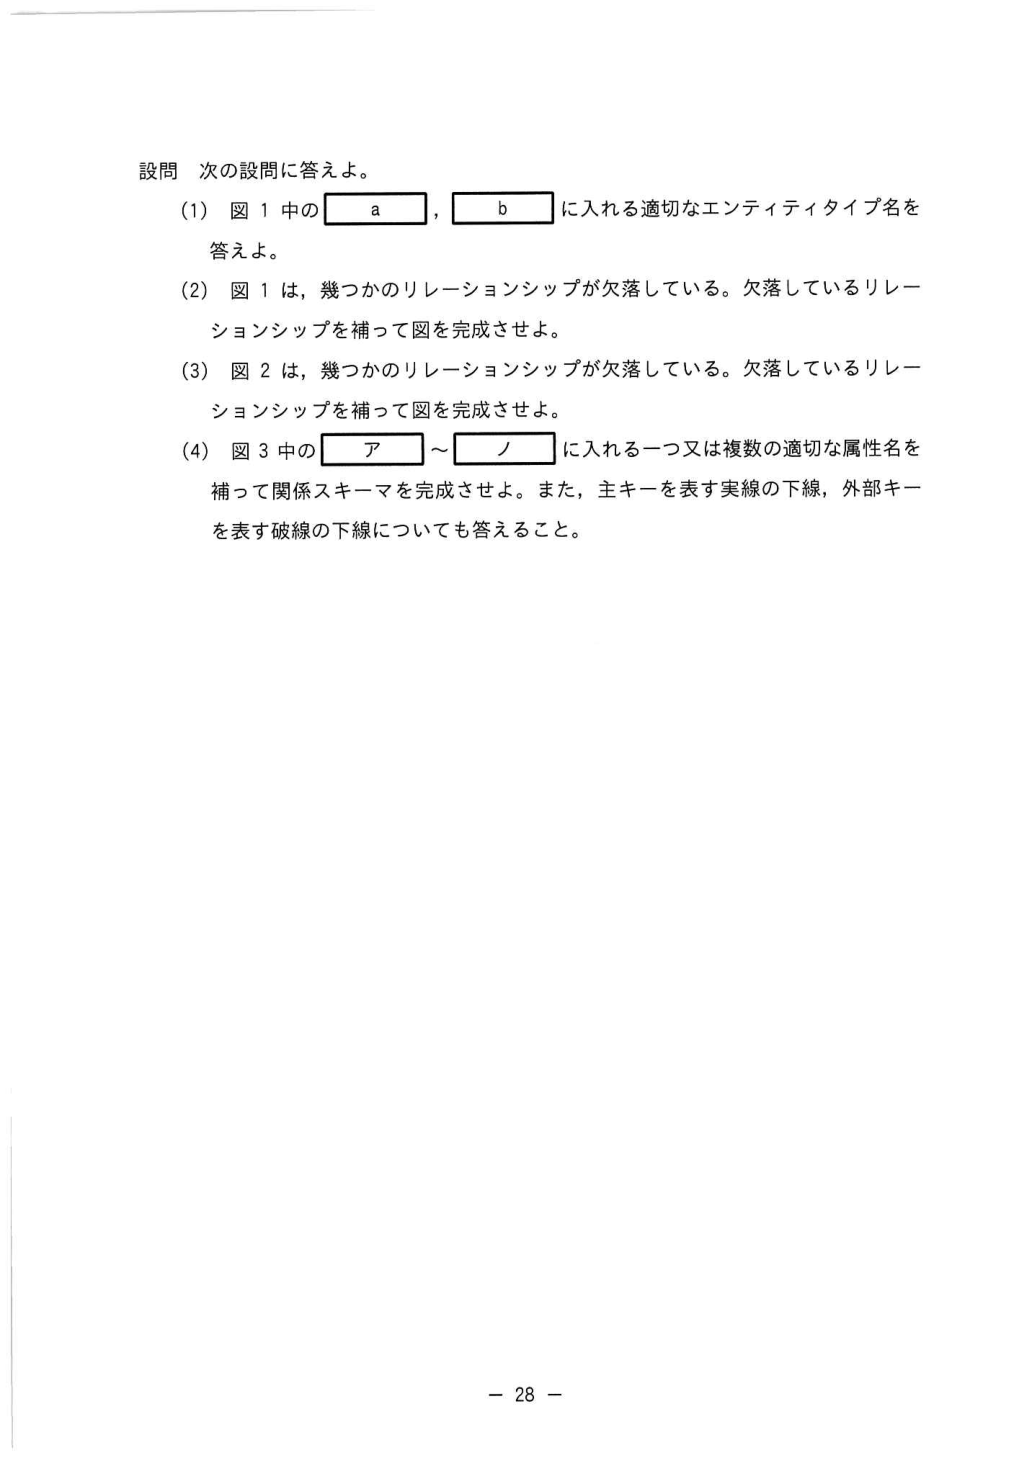 設問　次の設問に答えよ。
(1)　図 1 中の a ， b に入れる適切なエンティティタイプ名を
答えよ。
(2)　図 1 は，幾つかのリレーションシップが欠落している。欠落しているリレー
ションシップを補って図を完成させよ。
(3)　図 2 は，幾つかのリレーションシップが欠落している。欠落しているリレー
ションシップを補って図を完成させよ。
(4)　図 3 中の ア ～ ノ に入れる一つ又は複数の適切な属性名を
補って関係スキーマを完成させよ。また，主キーを表す実線の下線，外部キー
を表す破線の下線についても答えること。
－ 28 －